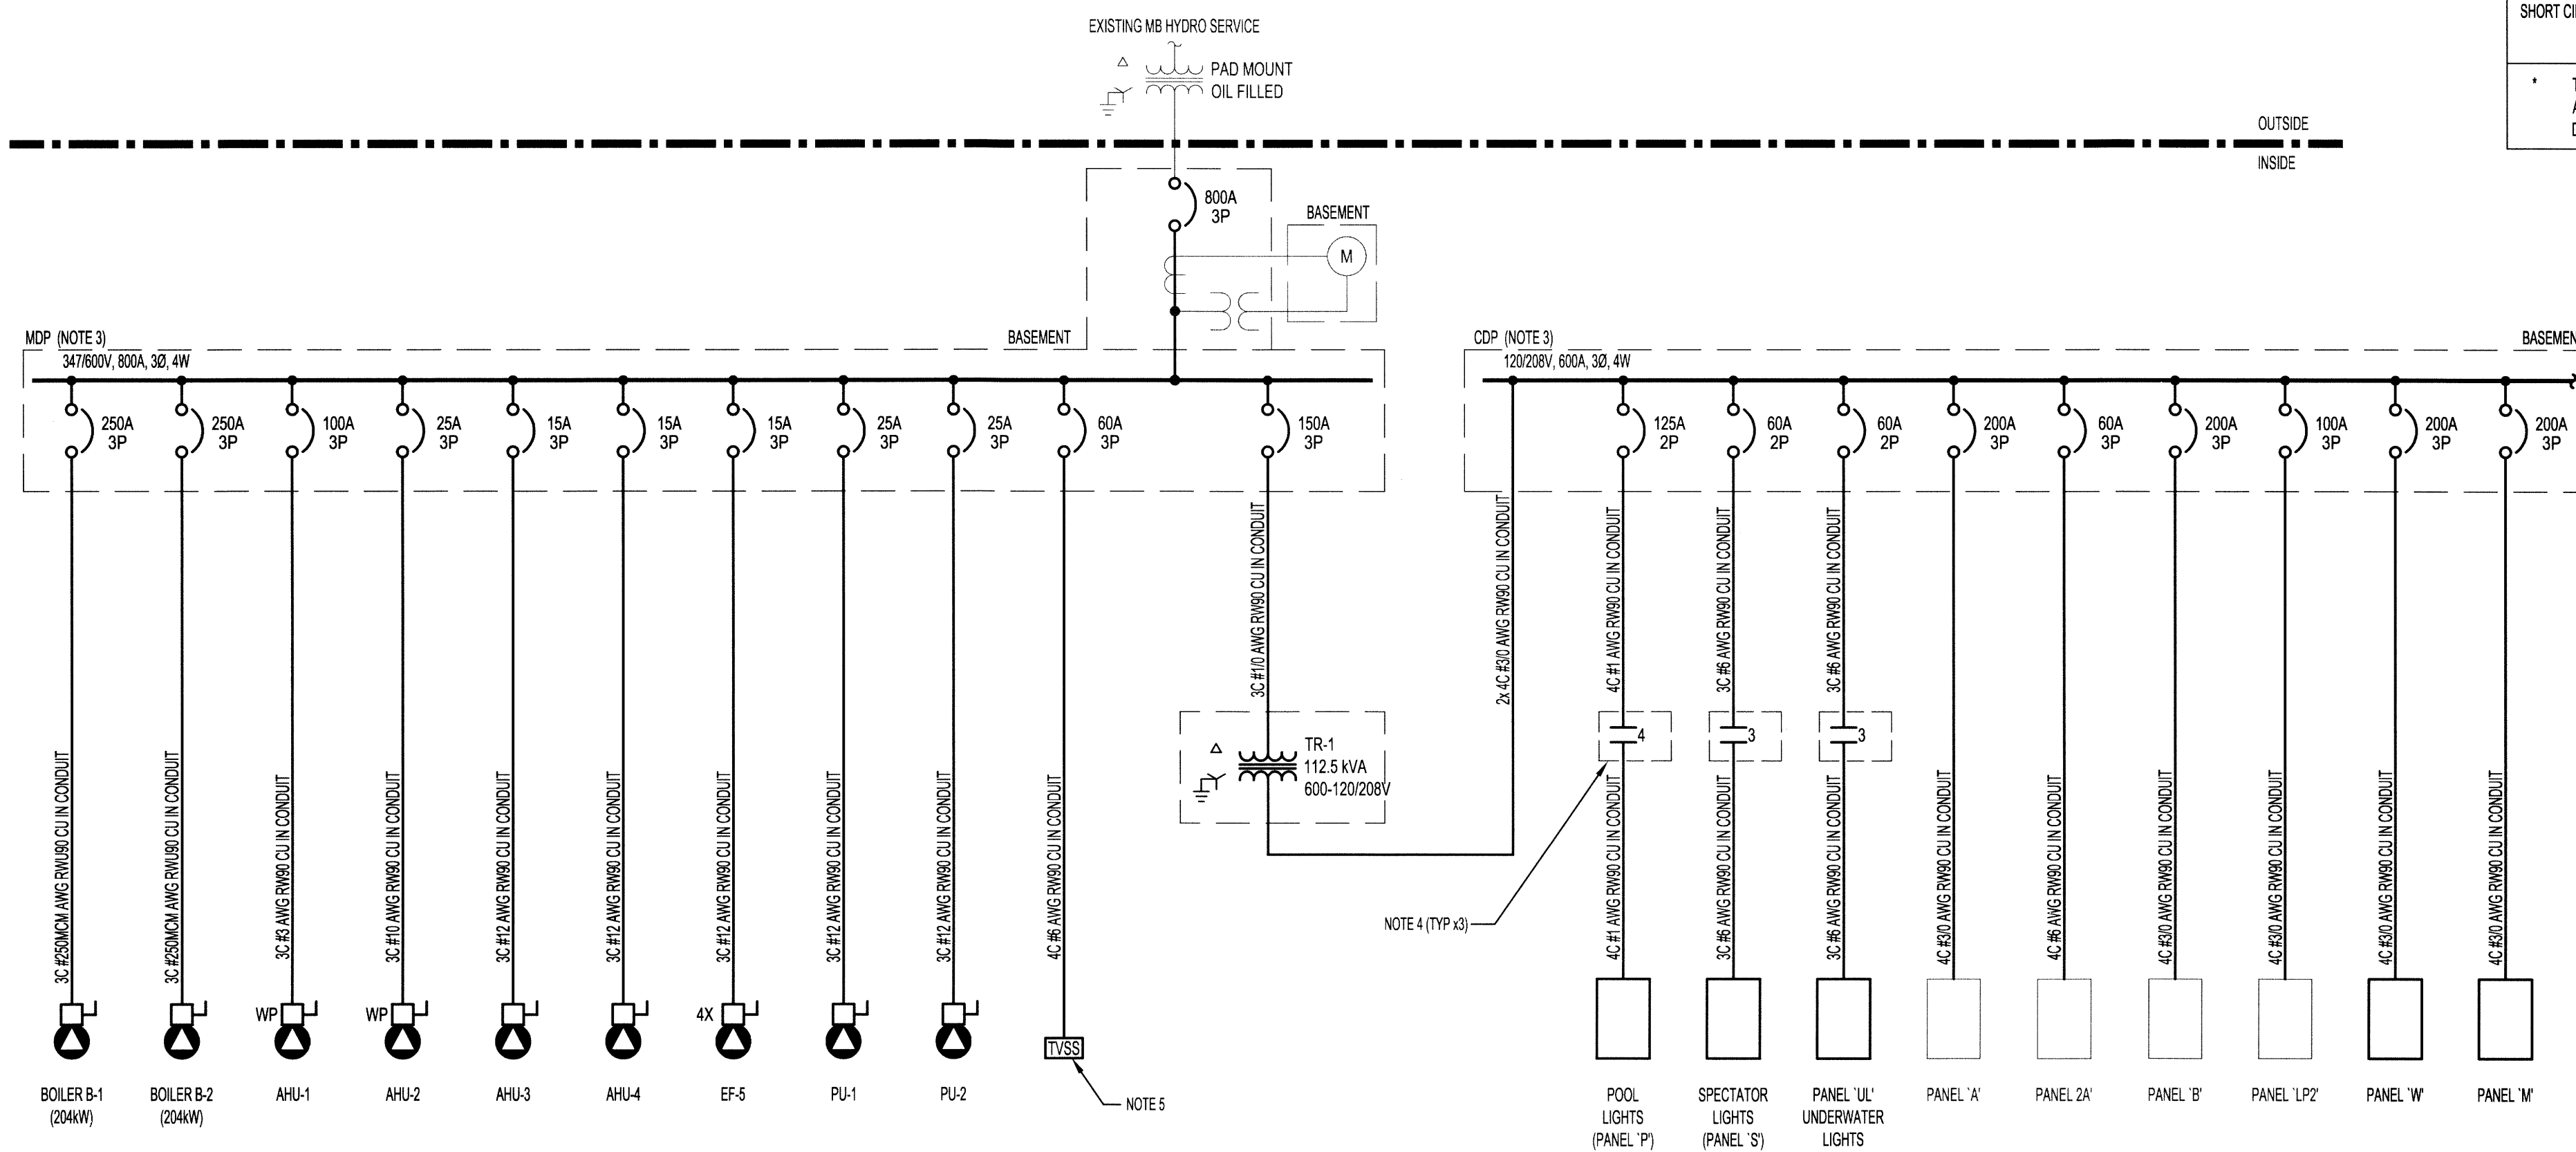 EXISTING MB HYDRO SERVICE
PAD MOUNT
OIL FILLED
SHORT
*
OUTSIDE
INSIDE
800A
3P
BASEMENT
M
MDP (NOTE 3)
BASEMENT
347/600V, 800A, 3Ø, 4W
CDP (NOTE 3)
120/208V, 600A, 3Ø, 4W
250A
3P
250A
3P
100A
3P
25A
3P
15A
3P
15A
3P
15A
3P
25A
3P
25A
3P
60A
3P
150A
3P
125A
2P
60A
2P
60A
2P
200A
3P
60A
3P
200A
3P
100A
3P
200A
3P
200A
3P
3C #250MCM AWG RWU90 CU IN CONDUIT
3C #250MCM AWG RWU90 CU IN CONDUIT
3C #3 AWG RW90 CU IN CONDUIT
3C #10 AWG RW90 CU IN CONDUIT
3C #12 AWG RW90 CU IN CONDUIT
3C #12 AWG RW90 CU IN CONDUIT
3C #12 AWG RW90 CU IN CONDUIT
3C #12 AWG RW90 CU IN CONDUIT
3C #12 AWG RW90 CU IN CONDUIT
4C #6 AWG RW90 CU IN CONDUIT
3C #1/0 AWG RW90 CU IN CONDUIT
TR-1
112.5 kVA
600-120/208V
2x 4C #3/0 AWG RW90 CU IN CONDUIT
4C #1 AWG RW90 CU IN CONDUIT
3C #6 AWG RW90 CU IN CONDUIT
3C #6 AWG RW90 CU IN CONDUIT
4
3
3
NOTE 4 (TYP x3)
4C #1 AWG RW90 CU IN CONDUIT
3C #6 AWG RW90 CU IN CONDUIT
3C #6 AWG RW90 CU IN CONDUIT
4C #3/0 AWG RW90 CU IN CONDUIT
4C #6 AWG RW90 CU IN CONDUIT
4C #3/0 AWG RW90 CU IN CONDUIT
4C #3/0 AWG RW90 CU IN CONDUIT
4C #3/0 AWG RW90 CU IN CONDUIT
4C #3/0 AWG RW90 CU IN CONDUIT
WP
WP
4X
TVSS
NOTE 5
BOILER B-1
(204kW)
BOILER B-2
(204kW)
AHU-1
AHU-2
AHU-3
AHU-4
EF-5
PU-1
PU-2
POOL
LIGHTS
(PANEL `P')
SPECTATOR
LIGHTS
(PANEL `S')
PANEL `UL'
UNDERWATER
LIGHTS
PANEL `A'
PANEL 2A'
PANEL `B'
PANEL `LP2'
PANEL `W'
PANEL `M'